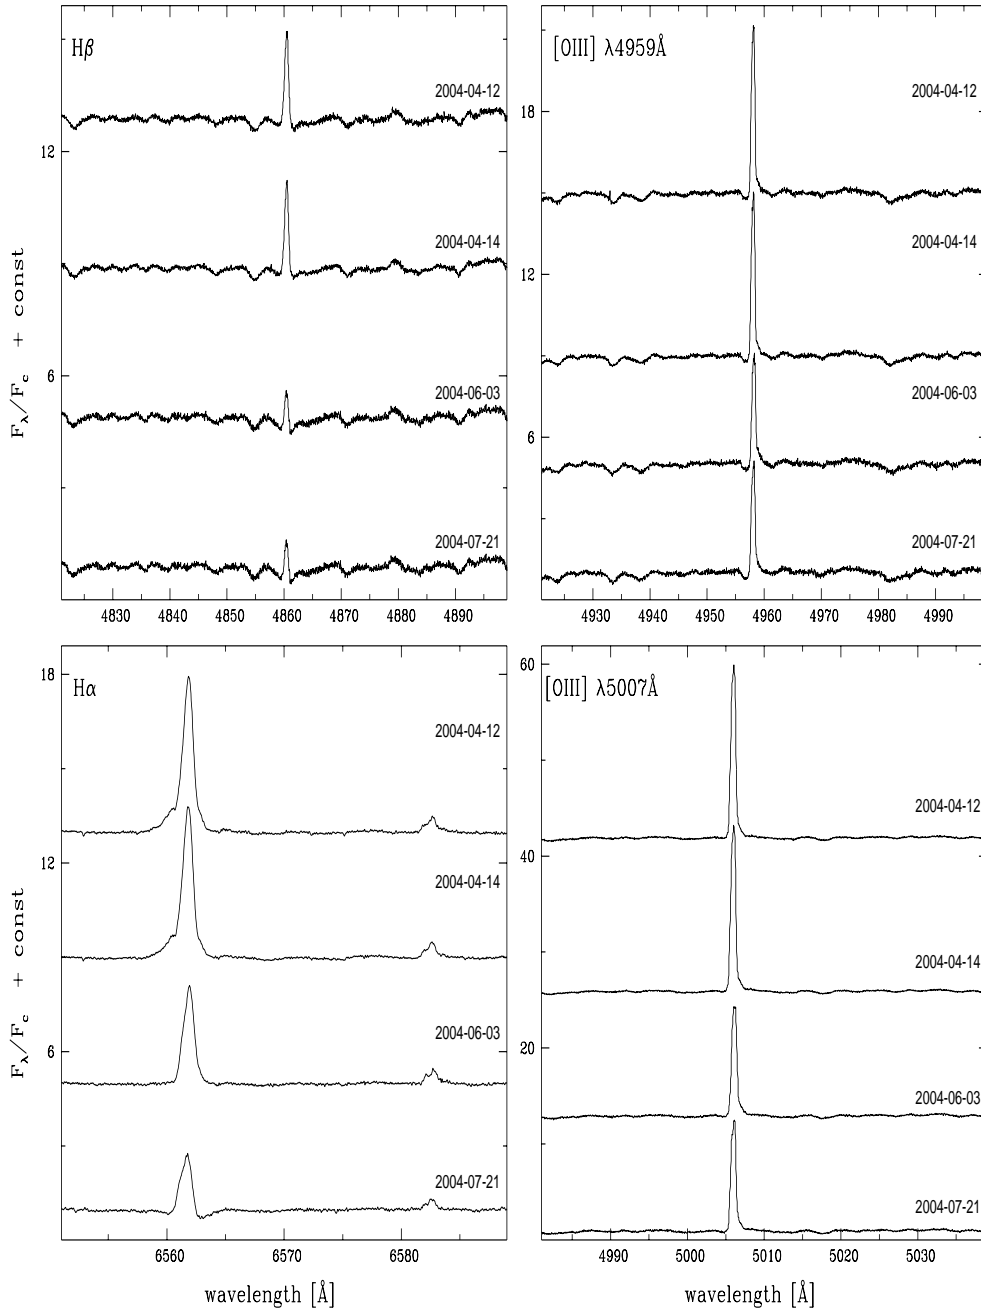 Hβ
2004-04-12
12
2004-04-14
6
2004-06-03
2004-07-21
F_λ/F_c + const
4830 4840 4850 4860 4870 4880 4890
[OIII] λ4959Å
18
2004-04-12
2004-04-14
12
2004-06-03
6
2004-07-21
4930 4940 4950 4960 4970 4980 4990
Hα
18
2004-04-12
12
2004-04-14
6
2004-06-03
2004-07-21
F_λ/F_c + const
6560 6570 6580
wavelength [Å]
60
[OIII] λ5007Å
2004-04-12
40
2004-04-14
20
2004-06-03
2004-07-21
4990 5000 5010 5020 5030
wavelength [Å]